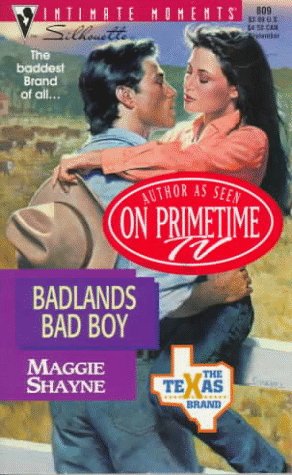 INTIMATE MOMENTS
Silhouette
809
The
baddest
Brand
of all...
AUTHOR AS SEEN
ON PRIMETIME
TV
BADLANDS
BAD BOY
MAGGIE
SHAYNE
THE
TEXAS
BRAND